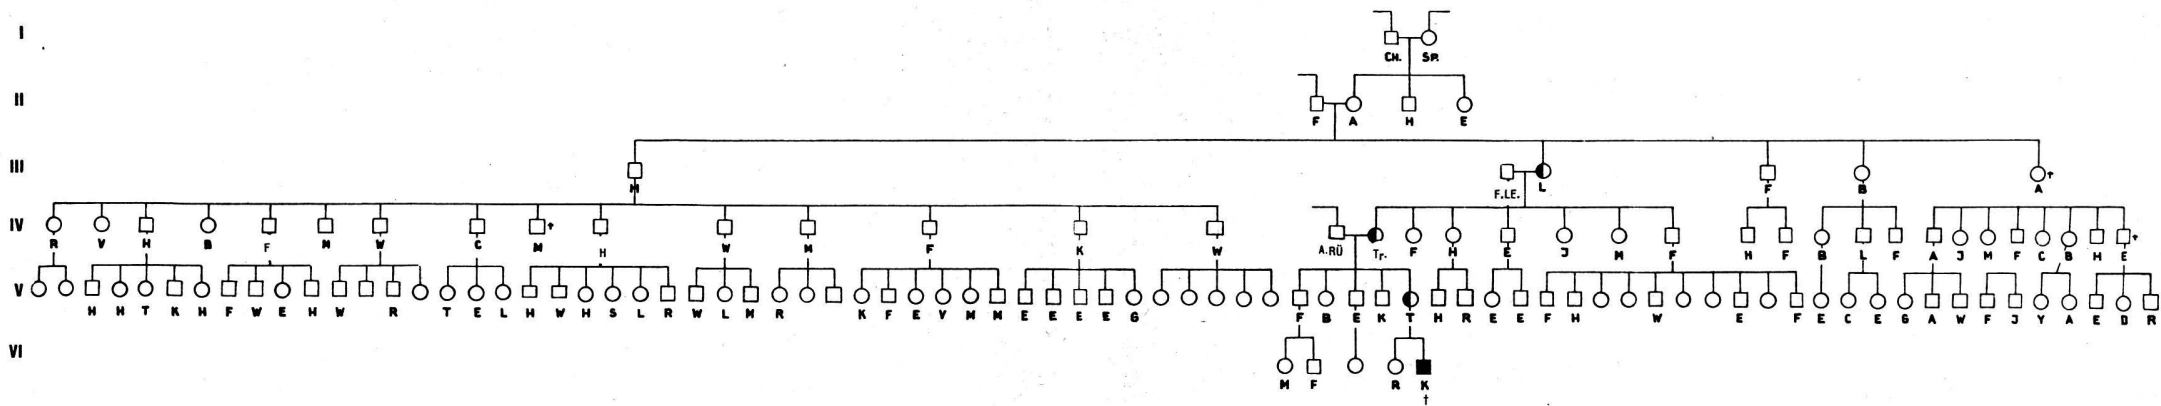 I
CH. SP.
II
F A H E
III
M F.LE. L F B A †
IV
R V H B F M W C M † H W M F K W A.RÜ Tr. F H E J M F H F B L F A J M F C B H E †
V
H H T K H F W E H W R T E L H W H S L R W L M R K F E V M M E E E E G F B E K T H R E E F H W E F E C E G A W F J Y A E D R
VI
M F R K
†